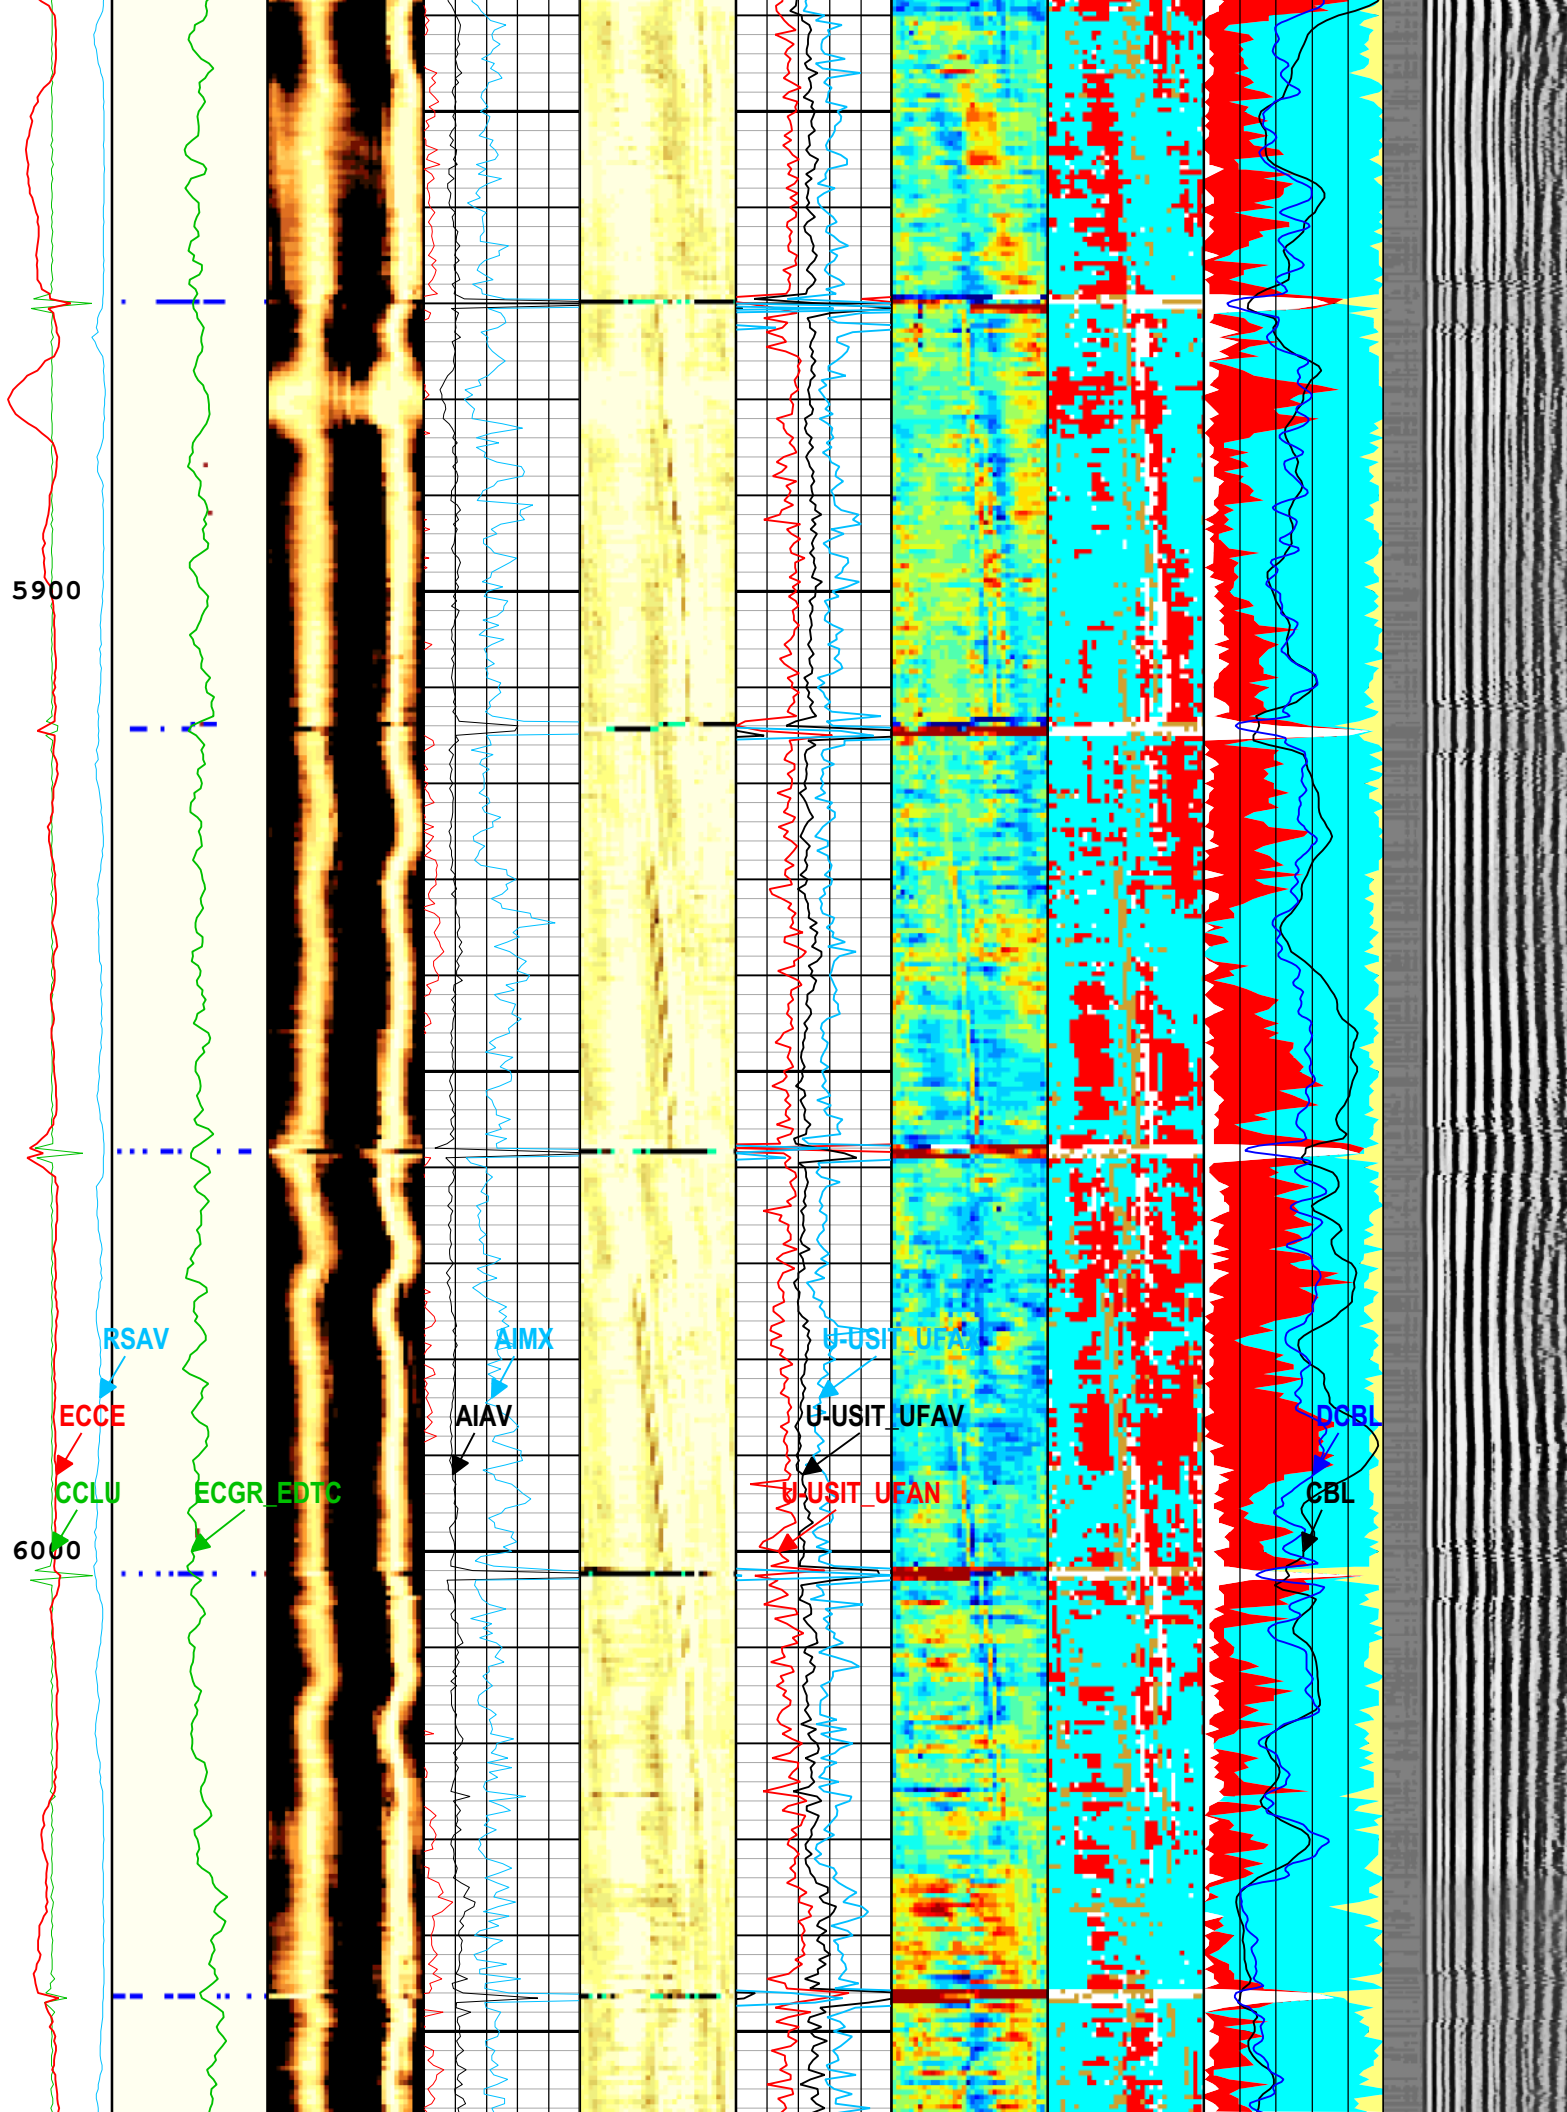 5900
RSAV
AIMX
U-USIT_UFAX
ECCE
AIAV
U-USIT_UFAV
DCBL
CCLU
ECGR_EDTC
U-USIT_UFAN
CBL
6000